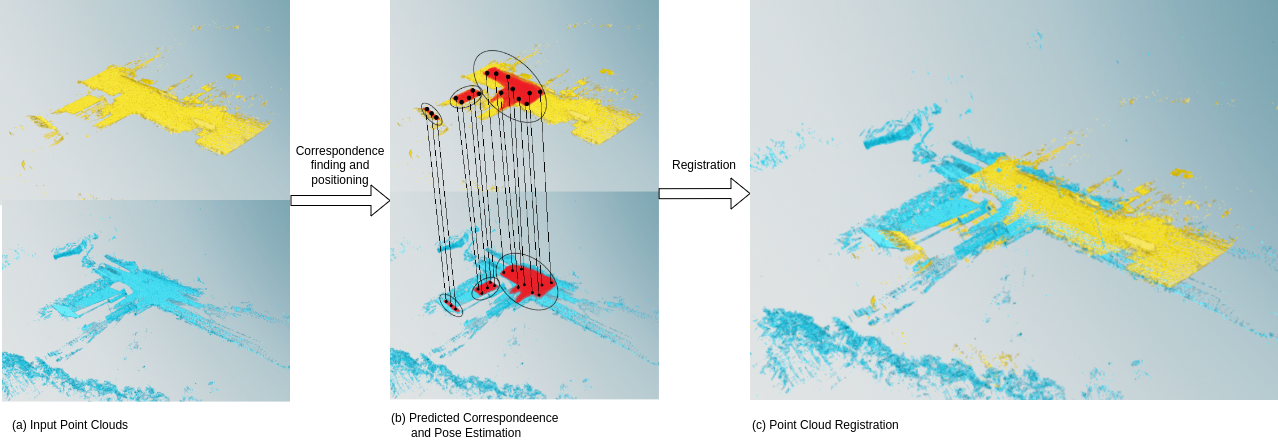 Correspondence
finding and
positioning
Registration
(a) Input Point Clouds
(b) Predicted Correspondeence
and Pose Estimation
(c) Point Cloud Registration